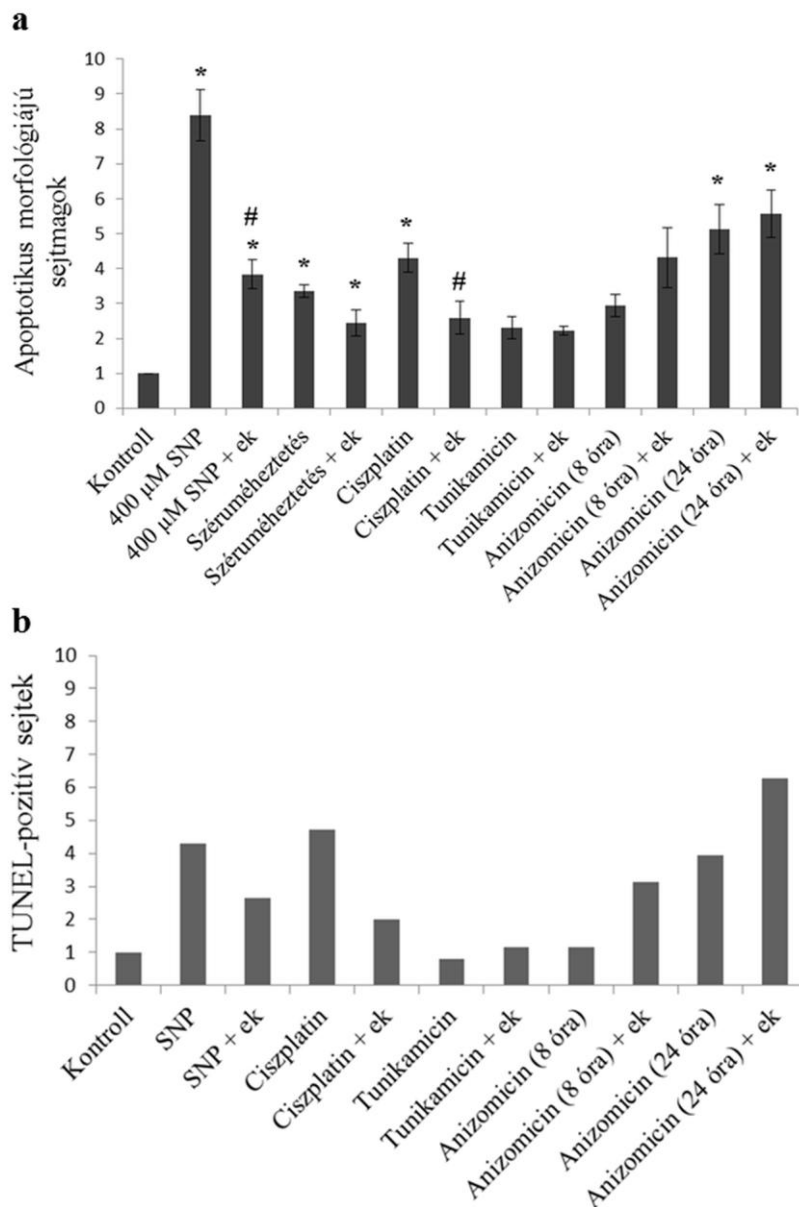 a
Apoptotikus morfológiájú
sejtmagok
10
9
8
7
6
5
4
3
2
1
0
*
#
*
*
*
*
#
*
*
Kontroll
400 µM SNP
400 µM SNP + ek
Széruméheztetés
Széruméheztetés + ek
Ciszplatin
Ciszplatin + ek
Tunikamicin
Tunikamicin + ek
Anizomicin (8 óra)
Anizomicin (8 óra) + ek
Anizomicin (24 óra)
Anizomicin (24 óra) + ek
b
TUNEL-pozitív sejtek
10
9
8
7
6
5
4
3
2
1
0
Kontroll
SNP
SNP + ek
Ciszplatin
Ciszplatin + ek
Tunikamicin
Tunikamicin + ek
Anizomicin (8 óra)
Anizomicin (8 óra) + ek
Anizomicin (24 óra)
Anizomicin (24 óra) + ek